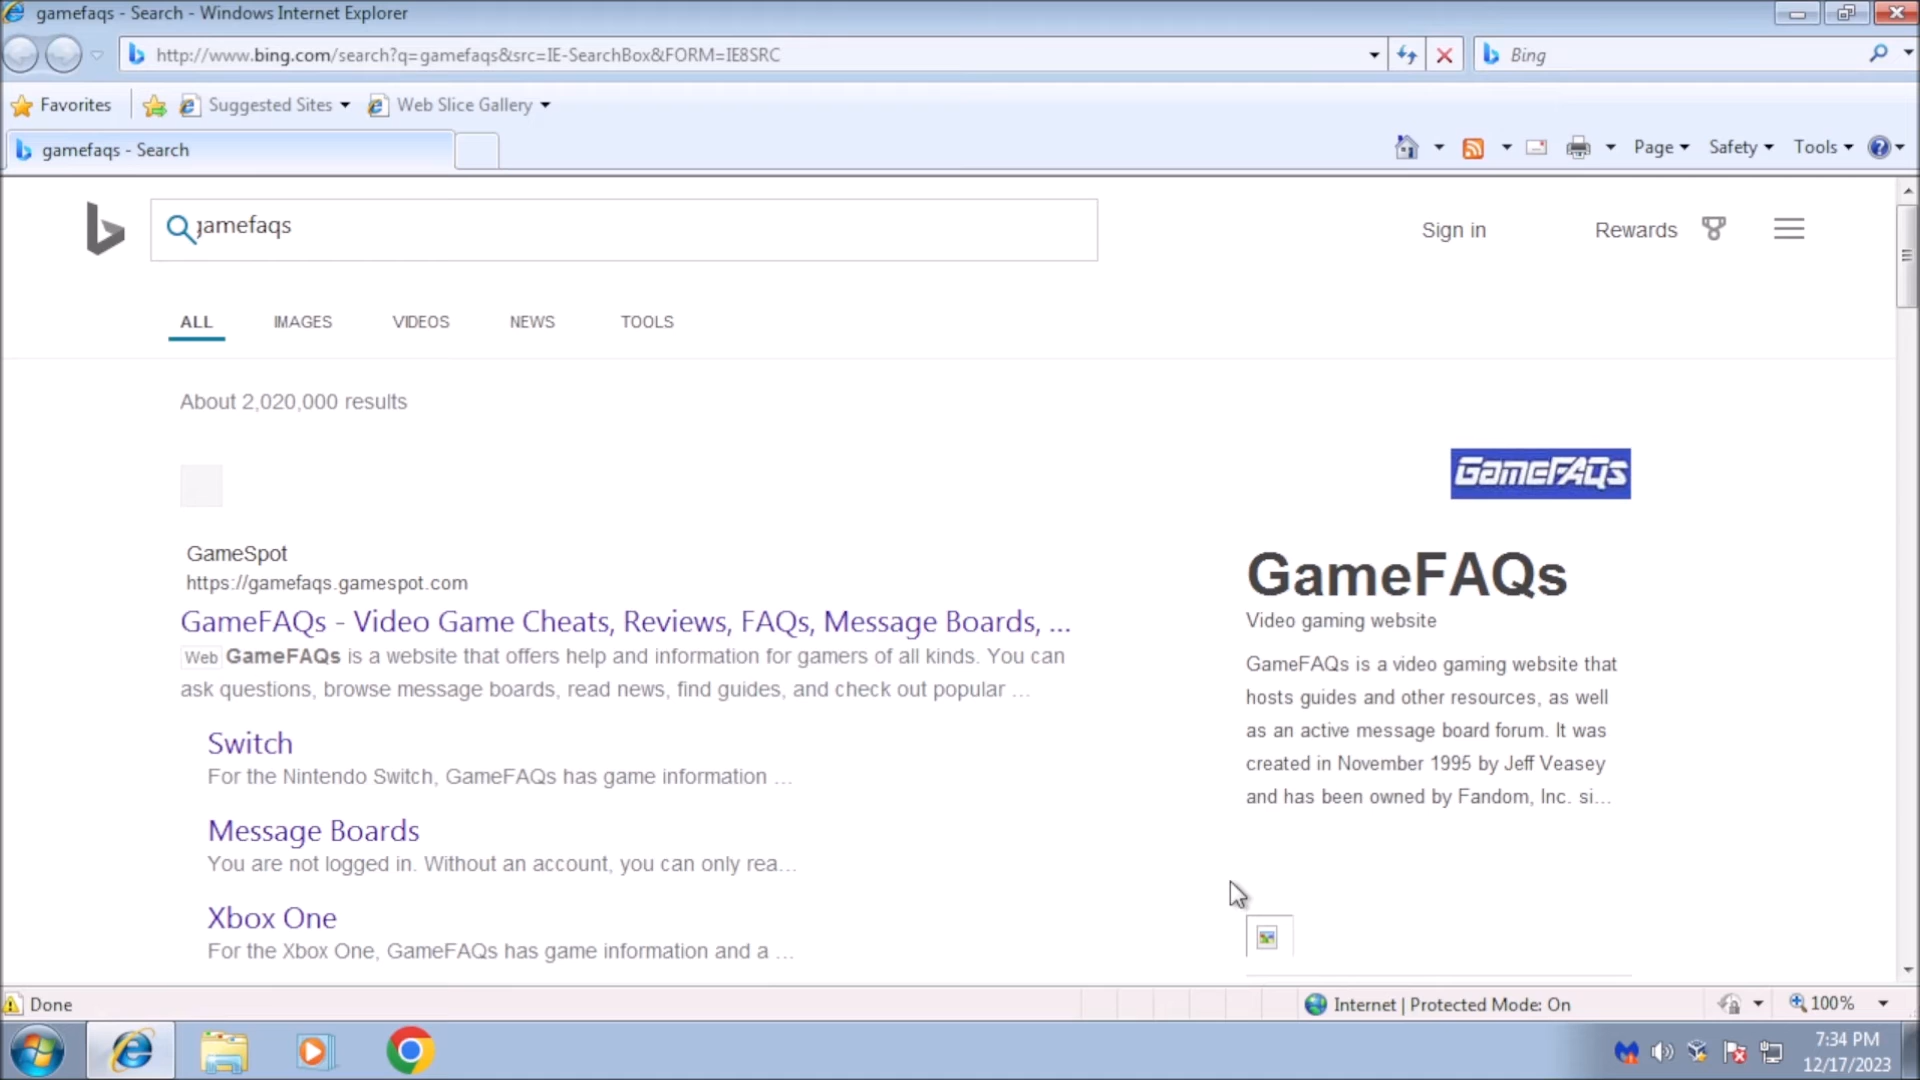 gamefaqs - Search - Windows Internet Explorer
http://www.bing.com/search?q=gamefaqs&src=IE-SearchBox&FORM=IE8SRC
Bing
Favorites
Suggested Sites
Web Slice Gallery
gamefaqs - Search
Page
Safety
Tools
gamefaqs
Sign in
Rewards
ALL
IMAGES
VIDEOS
NEWS
TOOLS
About 2,020,000 results
GameSpot
https://gamefaqs.gamespot.com
GameFAQs - Video Game Cheats, Reviews, FAQs, Message Boards, ...
Web GameFAQs is a website that offers help and information for gamers of all kinds. You can
ask questions, browse message boards, read news, find guides, and check out popular ...
Switch
For the Nintendo Switch, GameFAQs has game information ...
Message Boards
You are not logged in. Without an account, you can only rea...
Xbox One
For the Xbox One, GameFAQs has game information and a ...
GameFAQs
GameFAQs
Video gaming website
GameFAQs is a video gaming website that
hosts guides and other resources, as well
as an active message board forum. It was
created in November 1995 by Jeff Veasey
and has been owned by Fandom, Inc. si...
Done
Internet | Protected Mode: On
100%
7:34 PM
12/17/2023